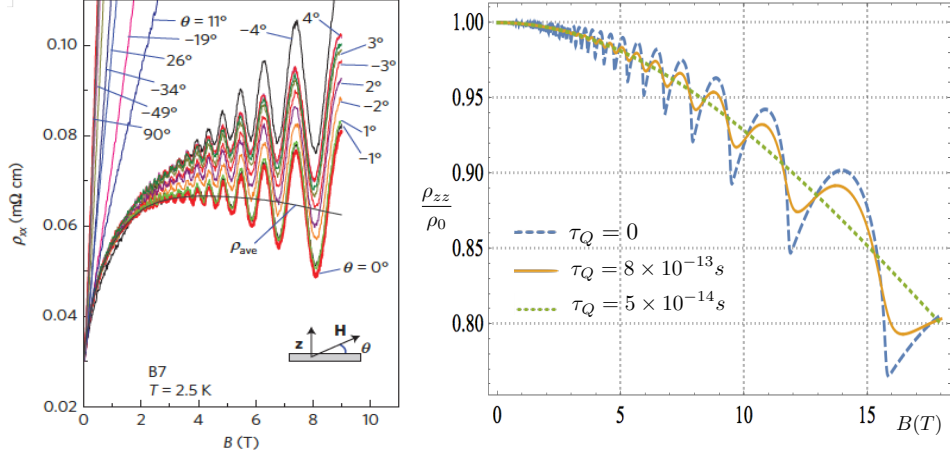 0.10
0.08
0.06
0.04
0.02
ρxx (mΩ cm)
θ = 11°
−19°
26°
−34°
−49°
90°
−4°
4°
3°
−3°
2°
−2°
1°
−1°
ρave
θ = 0°
z
H
θ
B7
T = 2.5 K
0 2 4 6 8 10
B (T)
1.00
0.95
0.90
0.85
0.80
ρzz
ρ0
τQ = 0
τQ = 8 × 10⁻¹³s
τQ = 5 × 10⁻¹⁴s
0 5 10 15
B(T)